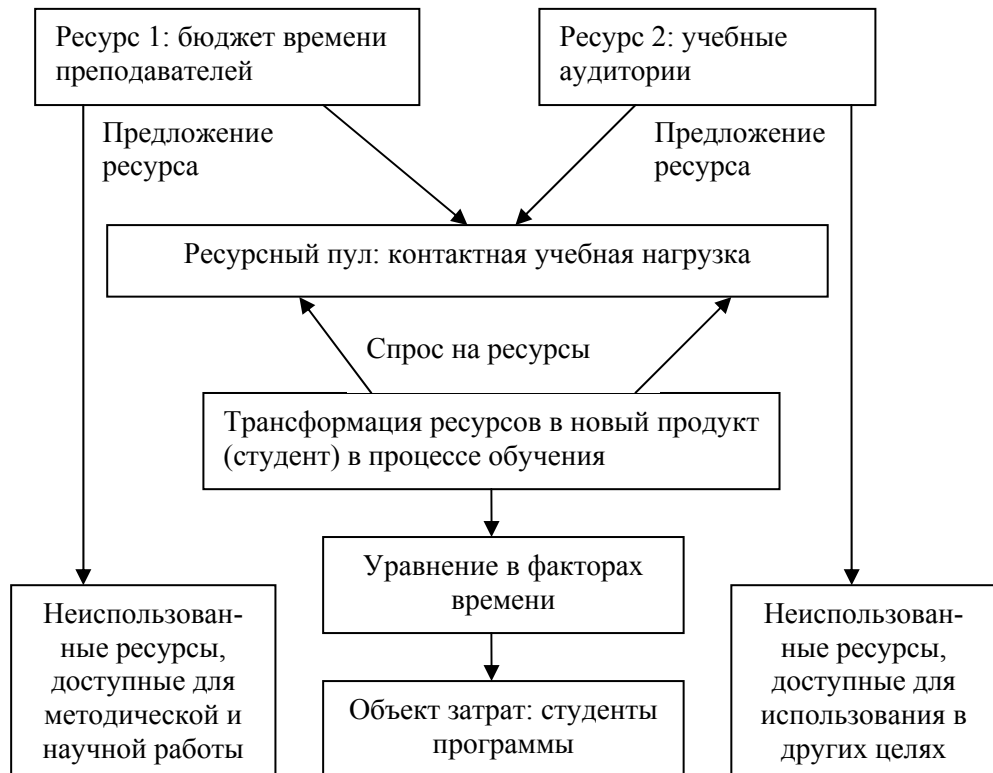 Ресурс 1: бюджет времени
преподавателей
Ресурс 2: учебные
аудитории
Предложение
ресурса
Предложение
ресурса
Ресурсный пул: контактная учебная нагрузка
Спрос на ресурсы
Трансформация ресурсов в новый продукт
(студент) в процессе обучения
Уравнение в факторах
времени
Неиспользован-
ные ресурсы,
доступные для
методической и
научной работы
Объект затрат: студенты
программы
Неиспользован-
ные ресурсы,
доступные для
использования в
других целях